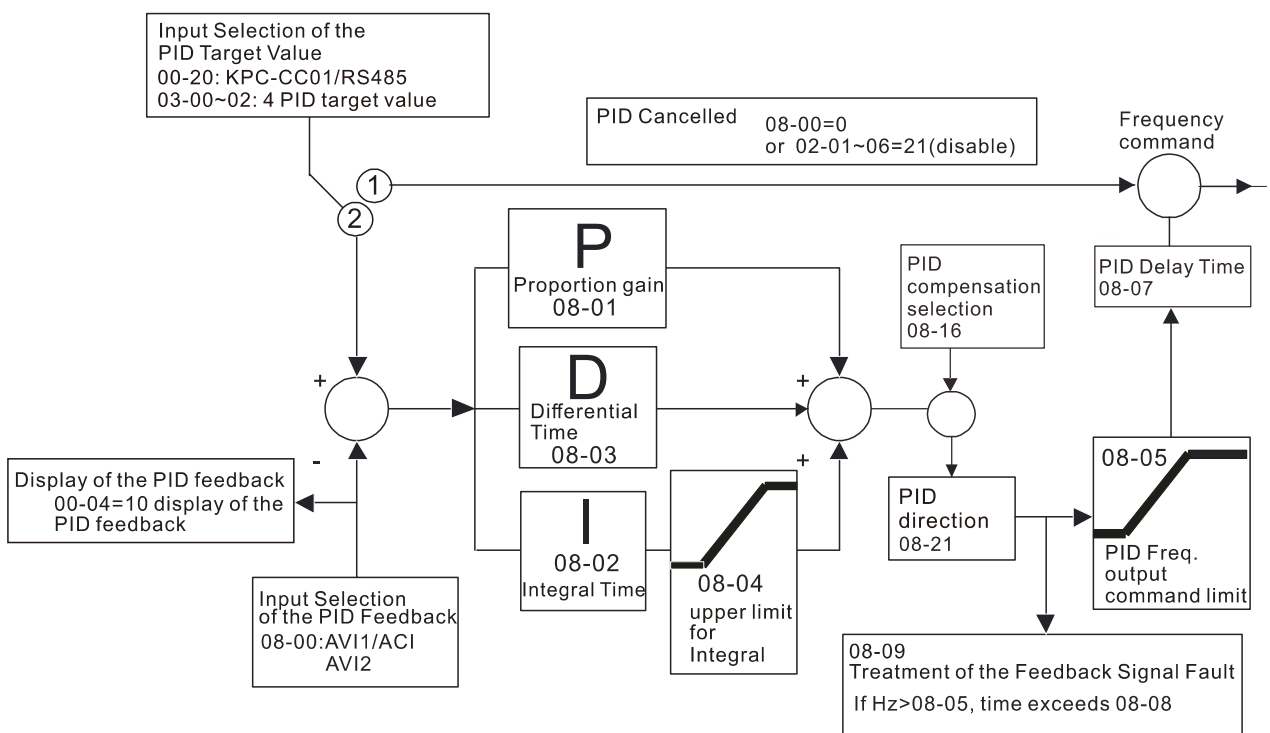 Input Selection of the
PID Target Value
00-20: KPC-CC01/RS485
03-00~02: 4 PID target value
PID Cancelled 08-00=0
or 02-01~06=21(disable)
Frequency
command
1
2
P
Proportion gain
08-01
PID
compensation
selection
08-16
PID Delay Time
08-07
+
D
Differential
Time
08-03
+
-
+
Display of the PID feedback
00-04=10 display of the
PID feedback
I
08-02
Integral Time
08-04
upper limit
for
Integral
PID
direction
08-21
08-05
PID Freq.
output
command limit
Input Selection
of the PID Feedback
08-00:AVI1/ACI
AVI2
08-09
Treatment of the Feedback Signal Fault
If Hz>08-05, time exceeds 08-08